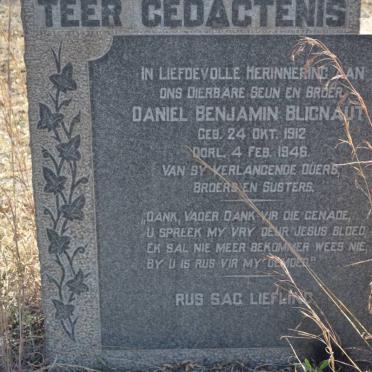 TEER GEDACTENIS
IN LIEFDEVOLLE HERINNERING AAN
ONS DIERBARE SEUN EN BROER
DANIEL BENJAMIN BLIGNAUT
GEB. 24 OKT. 1912
OORL. 4 FEB. 1946.
VAN SY VERLANGENDE OUERS,
BROERS EN SUSTERS.
„DANK, VADER DANK VIR DIE GENADE,
U SPREEK MY VRY DEUR JESUS BLOED,
EK SAL NIE MEER BEKOMMER WEES NIE,
BY U IS RUS VIR MY GEMOED."
RUS SAG LIEFLING.